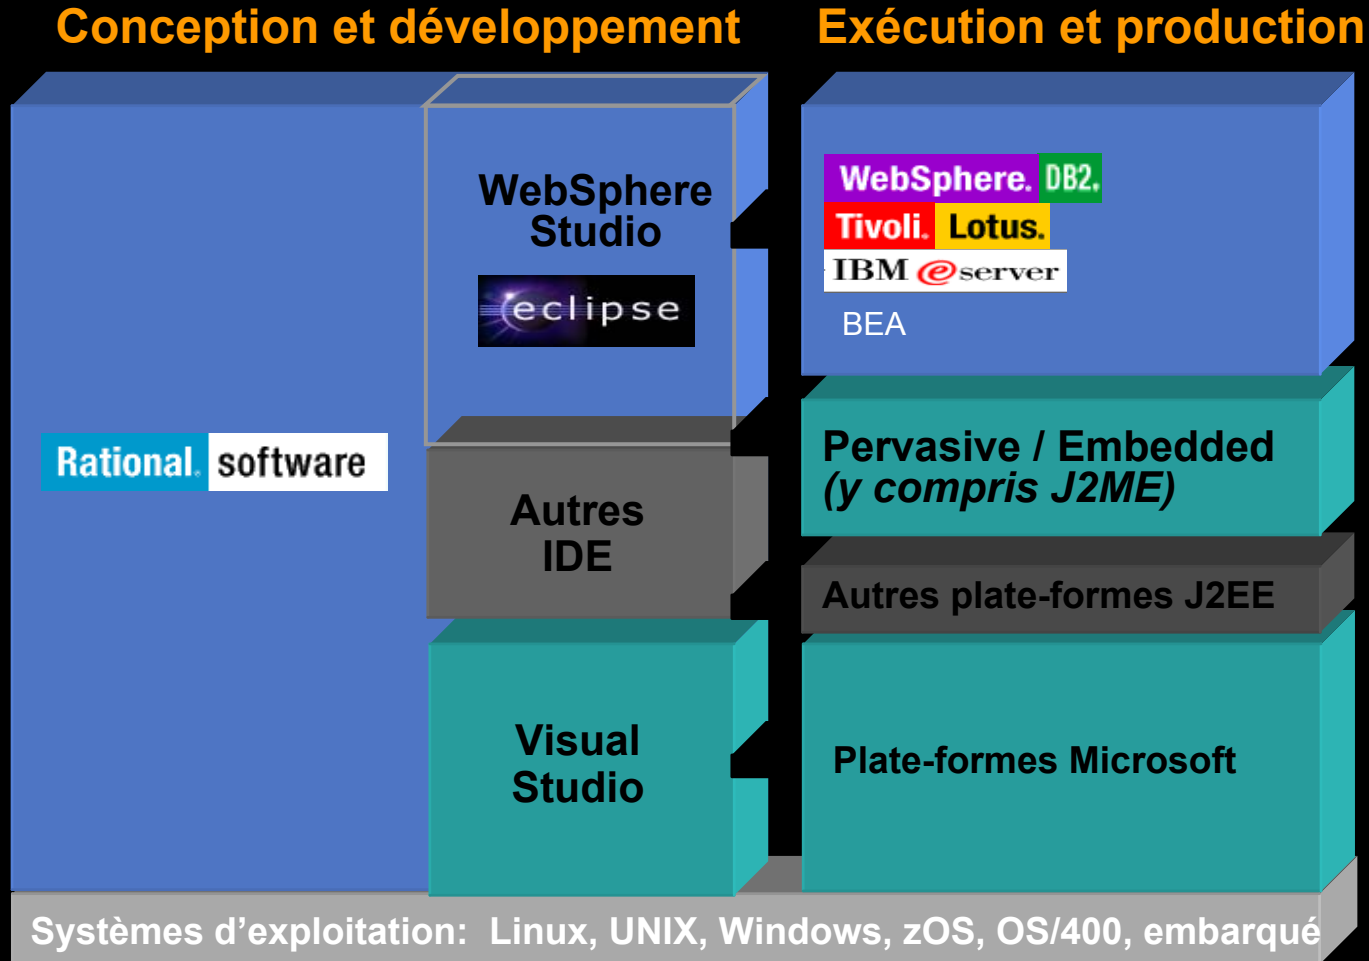 Conception et développement
Exécution et production
WebSphere
Studio
eclipse
Rational. software
Autres
IDE
Visual
Studio
WebSphere. DB2.
Tivoli. Lotus.
IBM @server
BEA
Pervasive / Embedded
(y compris J2ME)
Autres plate-formes J2EE
Plate-formes Microsoft
Systèmes d’exploitation: Linux, UNIX, Windows, zOS, OS/400, embarqué